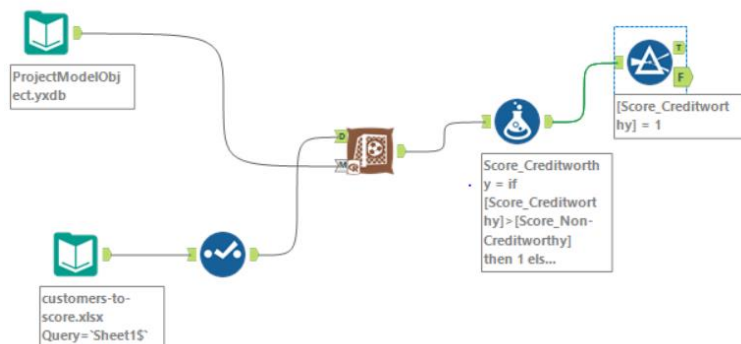 ProjectModelObj
ect.yxdb
D
M
R
T
F
[Score_Creditwort
hy] = 1
Score_Creditworth
y = if
[Score_Creditwort
hy]>[Score_Non-
Creditworthy]
then 1 els...
customers-to-
score.xlsx
Query=`Sheet1$`